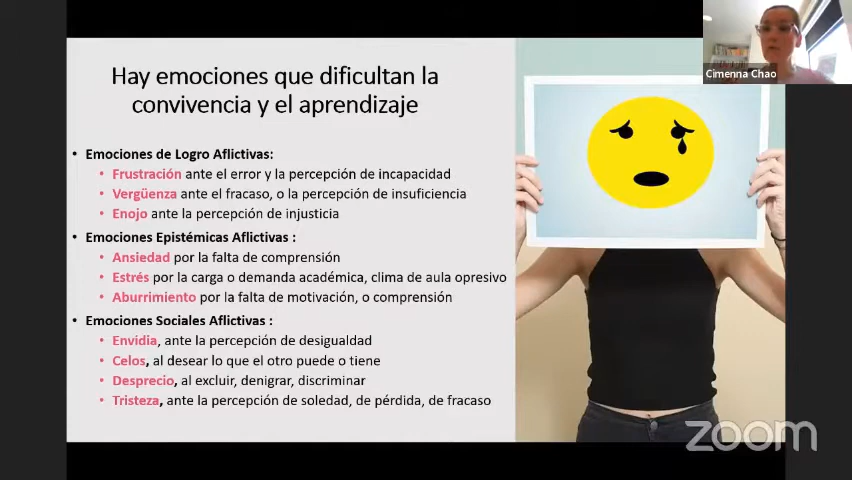 Cimenna Chao
Hay emociones que dificultan la
convivencia y el aprendizaje
• Emociones de Logro Aflictivas:
• Frustración ante el error y la percepción de incapacidad
• Vergüenza ante el fracaso, o la percepción de insuficiencia
• Enojo ante la percepción de injusticia
• Emociones Epistémicas Aflictivas :
• Ansiedad por la falta de comprensión
• Estrés por la carga o demanda académica, clima de aula opresivo
• Aburrimiento por la falta de motivación, o comprensión
• Emociones Sociales Aflictivas :
• Envidia, ante la percepción de desigualdad
• Celos, al desear lo que el otro puede o tiene
• Desprecio, al excluir, denigrar, discriminar
• Tristeza, ante la percepción de soledad, de pérdida, de fracaso
zoom